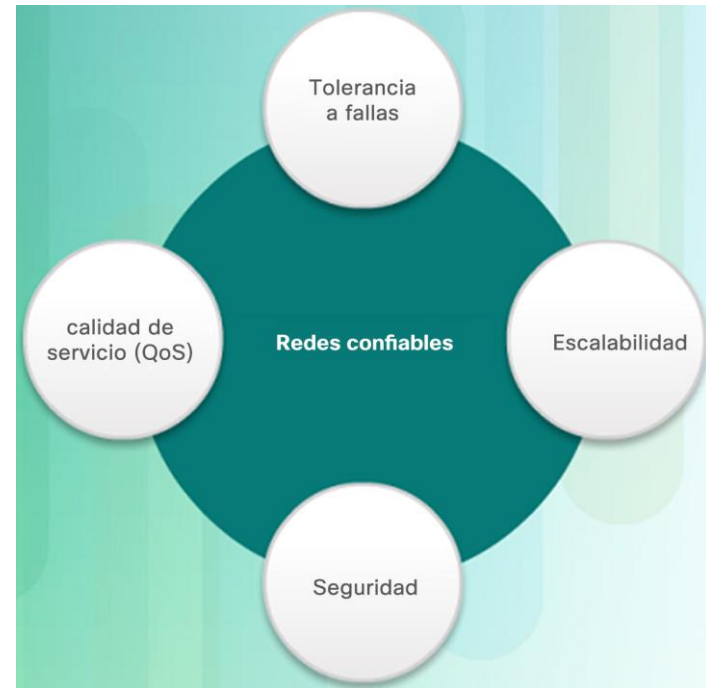 Tolerancia
a fallas
calidad de
servicio (QoS)
Redes confiables
Escalabilidad
Seguridad